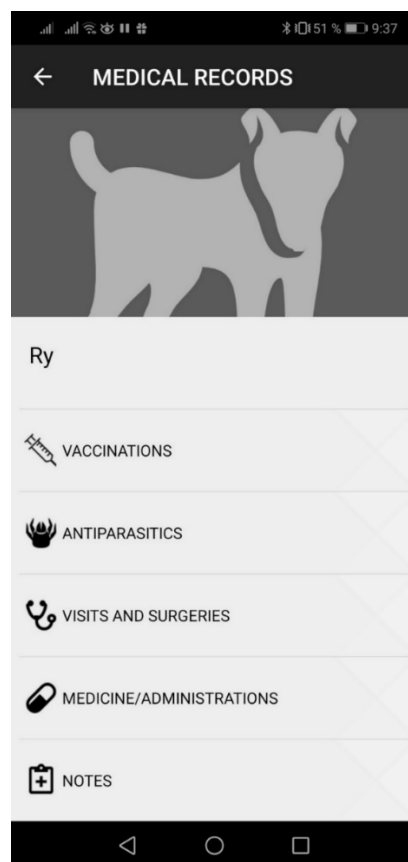 51 % 9:37
MEDICAL RECORDS
Ry
VACCINATIONS
ANTIPARASITICS
VISITS AND SURGERIES
MEDICINE/ADMINISTRATIONS
NOTES